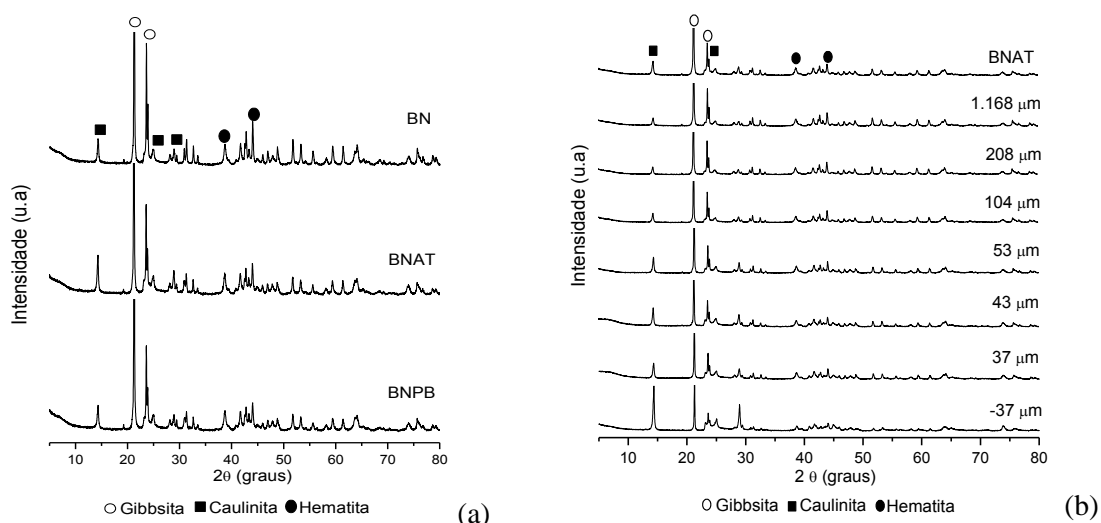 BN
BNAT
BNPB
Intensidade (u.a)
10 20 30 40 50 60 70 80
2θ (graus)
○ Gibbsita ■ Caulinita ● Hematita
(a)
(b)
BNAT
1.168 μm
208 μm
104 μm
53 μm
43 μm
37 μm
-37 μm
Intensidade (u.a)
10 20 30 40 50 60 70 80
2 θ (graus)
○ Gibbsita ■ Caulinita ● Hematita